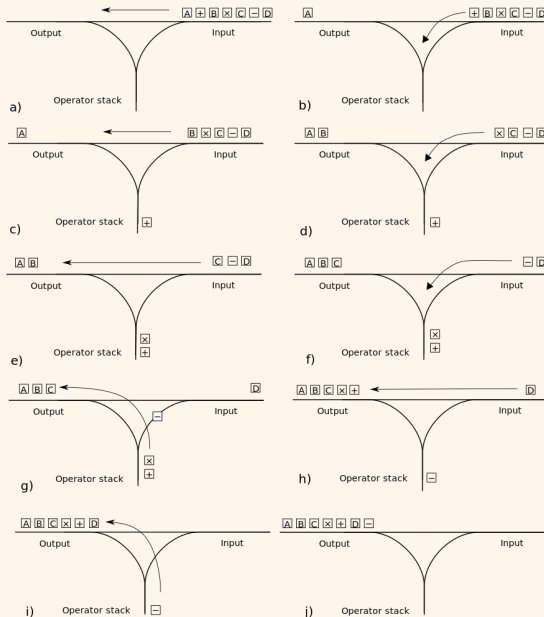 A + B × C − D
Output
Input
Operator stack
a)
A
+ B × C − D
Output
Input
Operator stack
b)
A
B × C − D
Output
Input
Operator stack +
c)
A B
× C − D
Output
Input
Operator stack +
d)
A B
C − D
Output
Input
×
Operator stack +
e)
A B C
− D
Output
Input
×
Operator stack +
f)
A B C
D
Output
−
Input
×
Operator stack +
g)
A B C × +
D
Output
Input
Operator stack −
h)
A B C × + D
Output
Input
Operator stack −
i)
A B C × + D −
Output
Input
Operator stack
j)